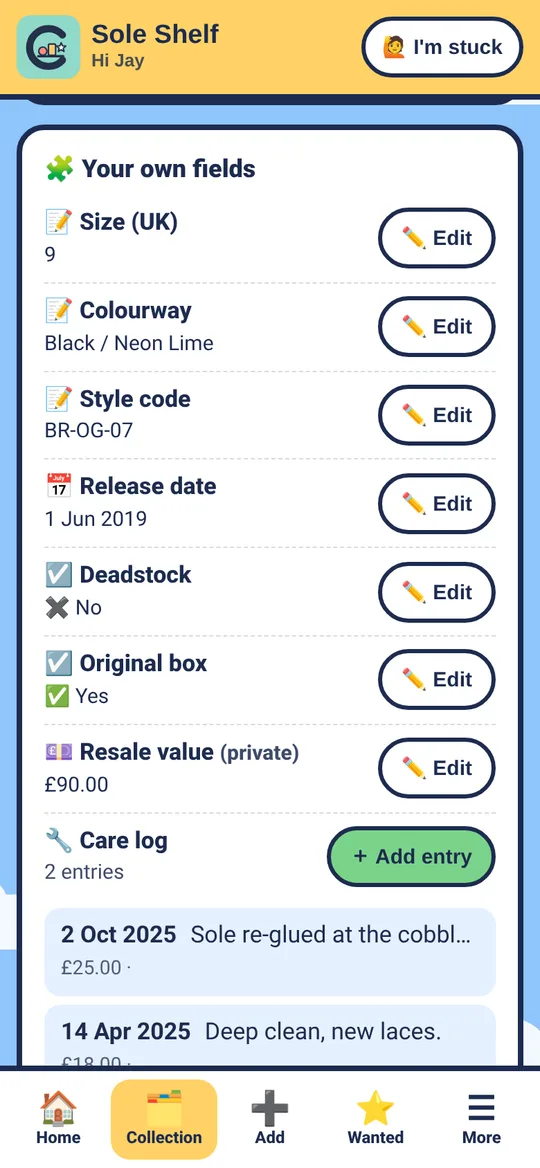 Sole Shelf
Hi Jay
I'm stuck
Your own fields
Size (UK)
9
Edit
Colourway
Black / Neon Lime
Edit
Style code
BR-OG-07
Edit
Release date
1 Jun 2019
Edit
Deadstock
No
Edit
Original box
Yes
Edit
Resale value (private)
£90.00
Edit
Care log
2 entries
+ Add entry
2 Oct 2025 Sole re-glued at the cobbl...
£25.00 ·
14 Apr 2025 Deep clean, new laces.
£18.00 ·
Home
Collection
Add
Wanted
More